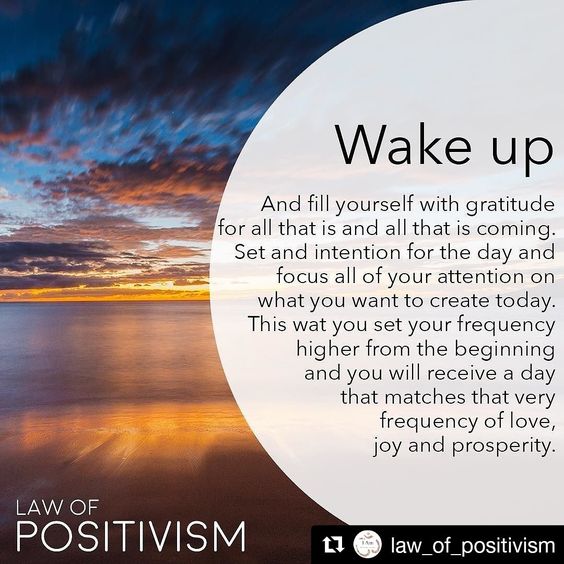 Wake up
And fill yourself with gratitude
for all that is and all that is coming.
Set and intention for the day and
focus all of your attention on
what you want to create today.
This wat you set your frequency
higher from the beginning
and you will receive a day
that matches that very
frequency of love,
joy and prosperity.
LAW OF
POSITIVISM
law_of_positivism